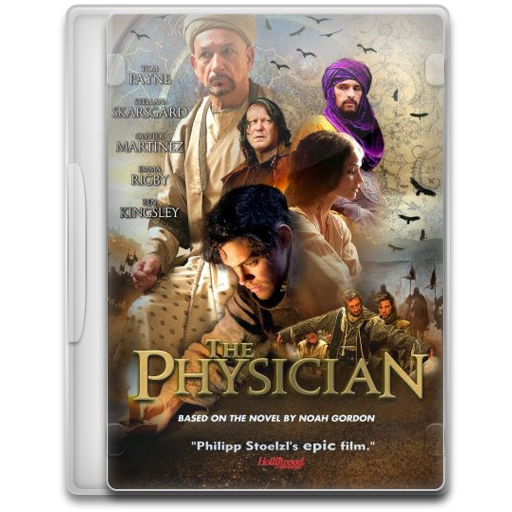 TOM
PAYNE
STELLAN
SKARSGARD
OLIVIER
MARTINEZ
EMMA
RIGBY
BEN
KINGSLEY
THE
PHYSICIAN
BASED ON THE NOVEL BY NOAH GORDON
"Philipp Stoelzl's epic film."
Hollywood